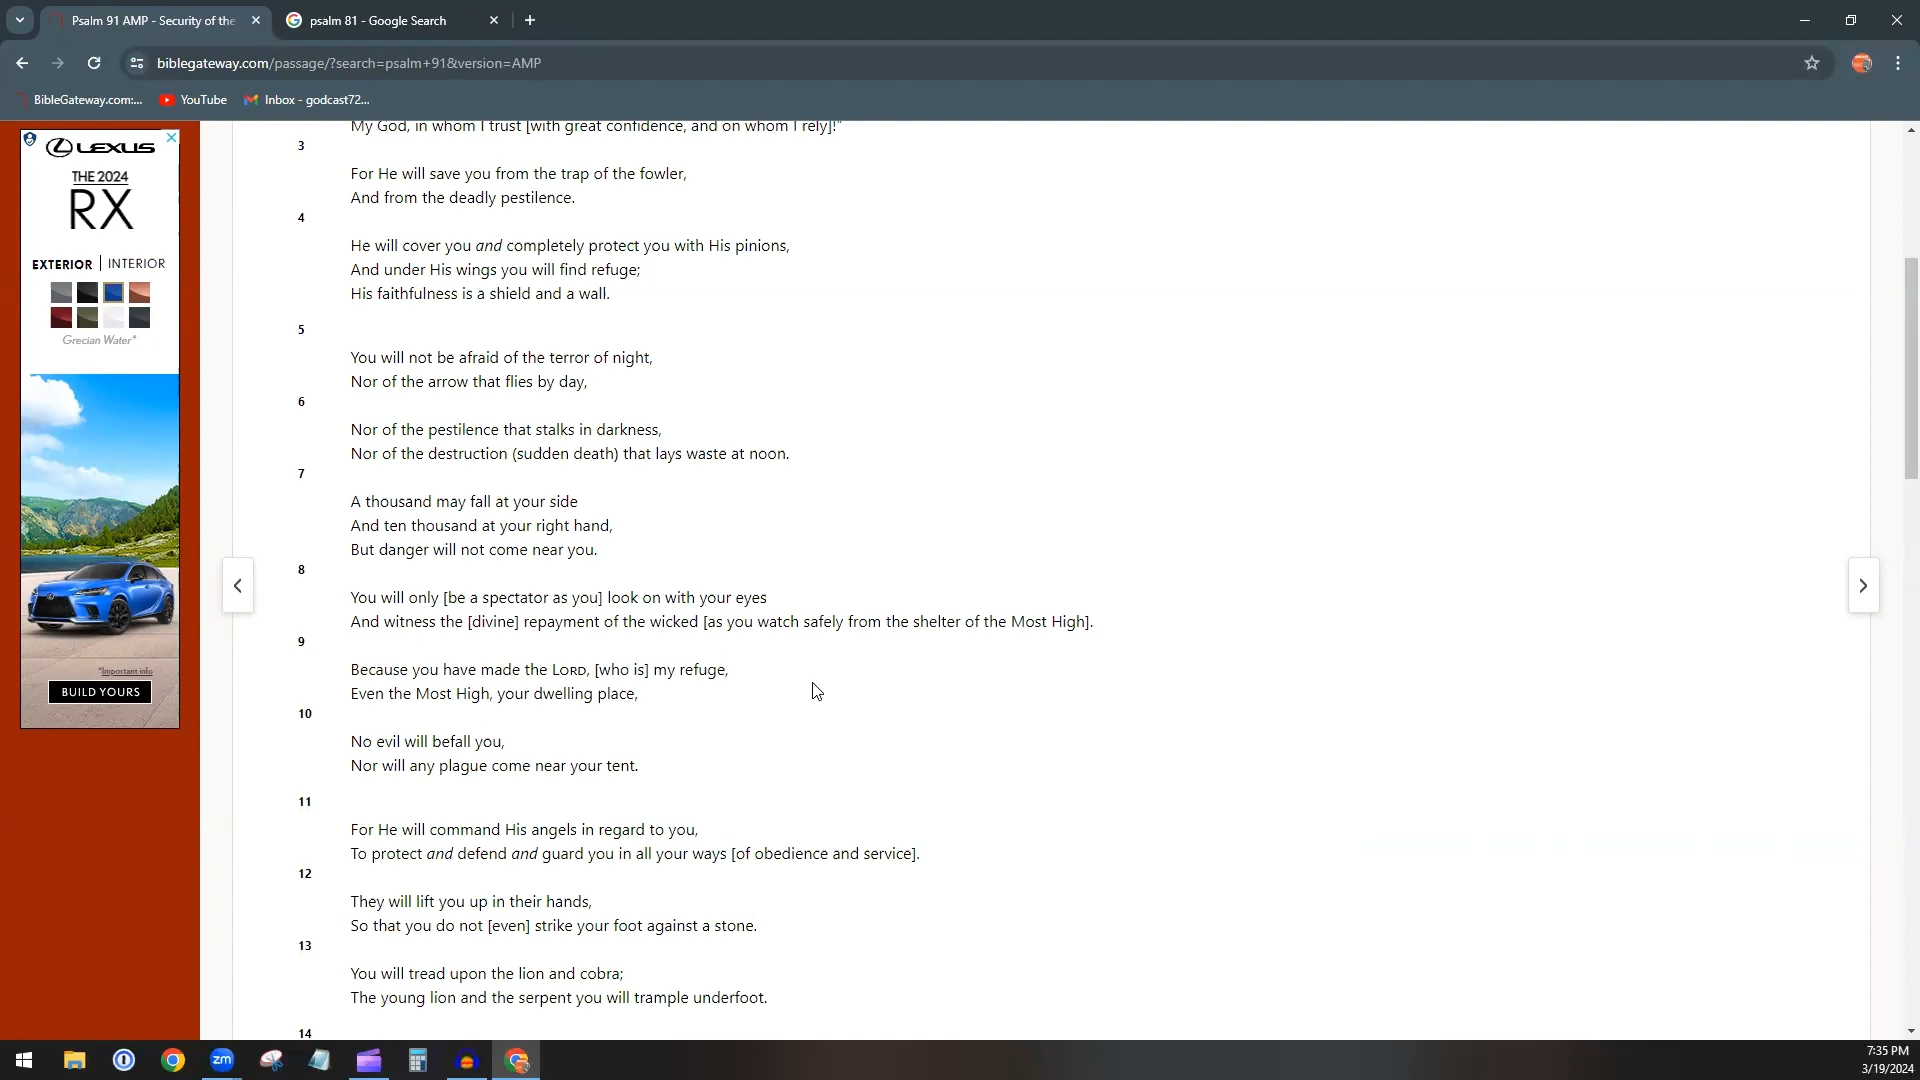 Psalm 91 AMP - Security of the
psalm 81 - Google Search
biblegateway.com/passage/?search=psalm+91&version=AMP
BibleGateway.com:...
YouTube
Inbox - godcast72...
LEXUS
THE 2024
RX
EXTERIOR | INTERIOR
Grecian Water*
*Important info
BUILD YOURS
My God, in whom I trust [with great confidence, and on whom I rely]!"
3
For He will save you from the trap of the fowler,
And from the deadly pestilence.
4
He will cover you and completely protect you with His pinions,
And under His wings you will find refuge;
His faithfulness is a shield and a wall.
5
You will not be afraid of the terror of night,
Nor of the arrow that flies by day,
6
Nor of the pestilence that stalks in darkness,
Nor of the destruction (sudden death) that lays waste at noon.
7
A thousand may fall at your side
And ten thousand at your right hand,
But danger will not come near you.
8
You will only [be a spectator as you] look on with your eyes
And witness the [divine] repayment of the wicked [as you watch safely from the shelter of the Most High].
9
Because you have made the LORD, [who is] my refuge,
Even the Most High, your dwelling place,
10
No evil will befall you,
Nor will any plague come near your tent.
11
For He will command His angels in regard to you,
To protect and defend and guard you in all your ways [of obedience and service].
12
They will lift you up in their hands,
So that you do not [even] strike your foot against a stone.
13
You will tread upon the lion and cobra;
The young lion and the serpent you will trample underfoot.
14
zm
7:35 PM
3/19/2024